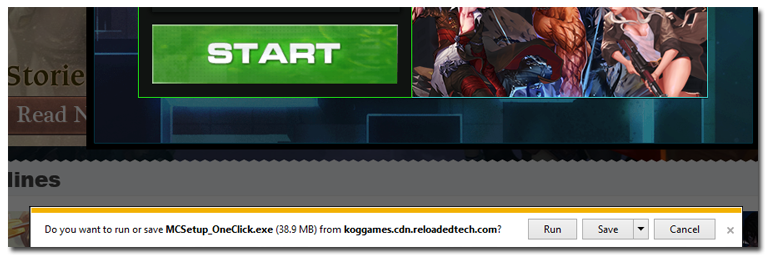 START
Storie
Read N
lines
Do you want to run or save MCSetup_OneClick.exe (38.9 MB) from koggames.cdn.reloadedtech.com?
Run
Save
Cancel
×